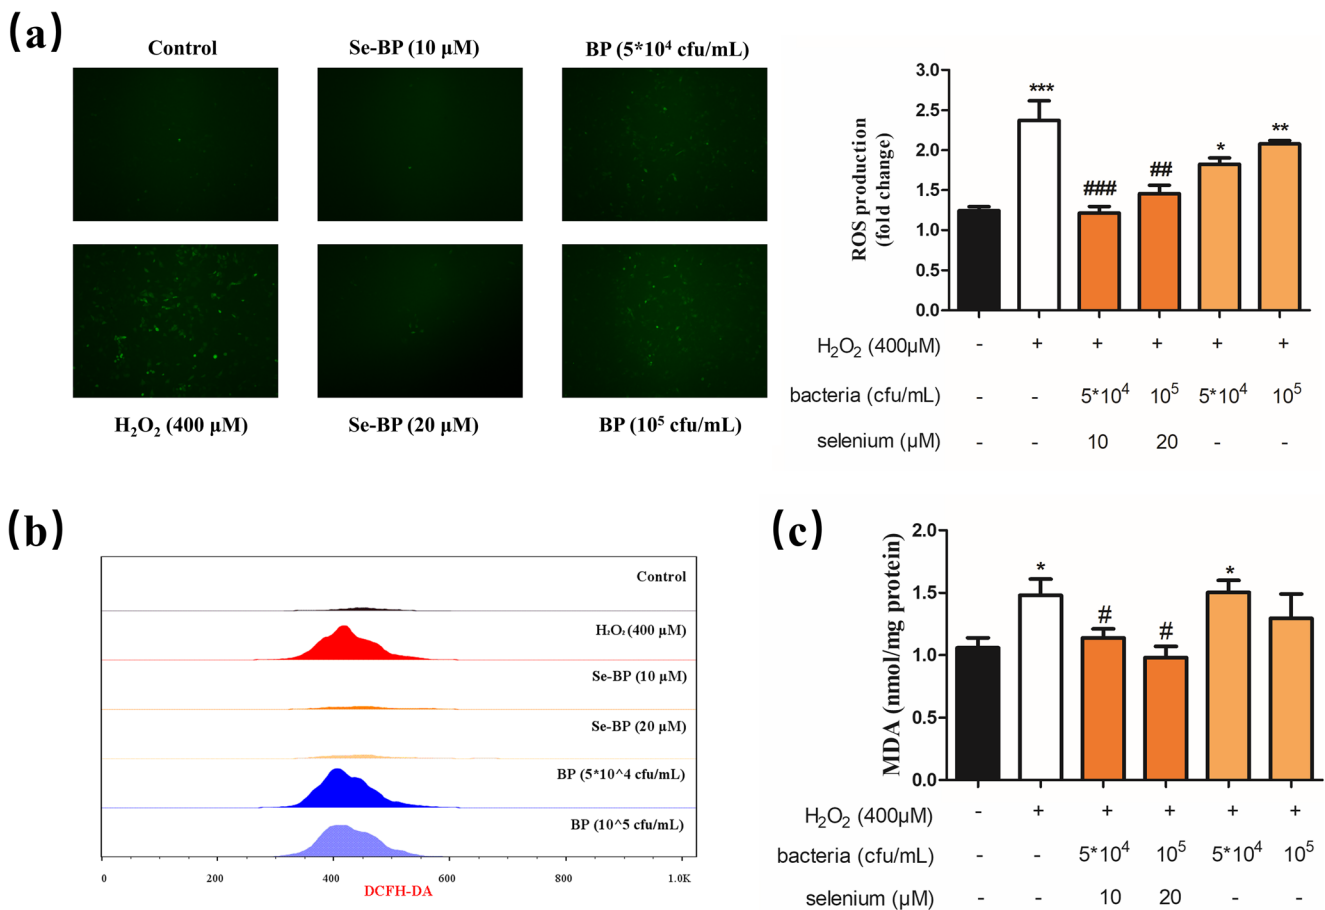 (a)
Control
Se-BP (10 μM)
BP (5*10⁴ cfu/mL)
H₂O₂ (400 μM)
Se-BP (20 μM)
BP (10⁵ cfu/mL)
ROS production
(fold change)
3.0
2.5
2.0
1.5
1.0
0.5
0.0
***
###
##
*
**
H₂O₂ (400μM) - + + + + +
bacteria (cfu/mL) - - 5*10⁴ 10⁵ 5*10⁴ 10⁵
selenium (μM) - - 10 20 - -
(b)
Control
H₂O₂ (400 μM)
Se-BP (10 μM)
Se-BP (20 μM)
BP (5*10^4 cfu/mL)
BP (10^5 cfu/mL)
0 200 400 600 800 1.0K
DCFH-DA
(c)
MDA (nmol/mg protein)
2.0
1.5
1.0
0.5
0.0
*
#
#
*
H₂O₂ (400μM) - + + + + +
bacteria (cfu/mL) - - 5*10⁴ 10⁵ 5*10⁴ 10⁵
selenium (μM) - - 10 20 - -